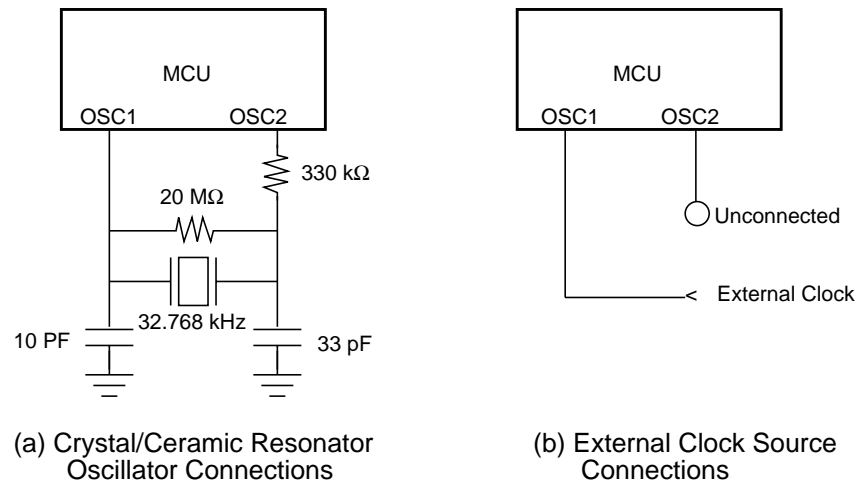 MCU
OSC1 OSC2
330 kΩ
20 MΩ
32.768 kHz
10 PF
33 pF
(a) Crystal/Ceramic Resonator
Oscillator Connections
MCU
OSC1 OSC2
Unconnected
< External Clock
(b) External Clock Source
Connections